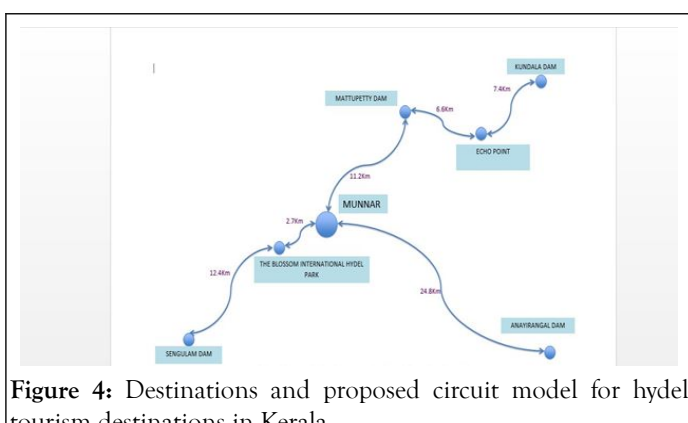 KUNDALA DAM
7.4Km
MATTUPETTY DAM
6.6Km
ECHO POINT
11.2Km
MUNNAR
2.7Km
THE BLOSSOM INTERNATIONAL HYDEL
PARK
12.4Km
24.8Km
ANAYIRANGAL DAM
SENGULAM DAM
Figure 4: Destinations and proposed circuit model for hydel
tourism destinations in Kerala